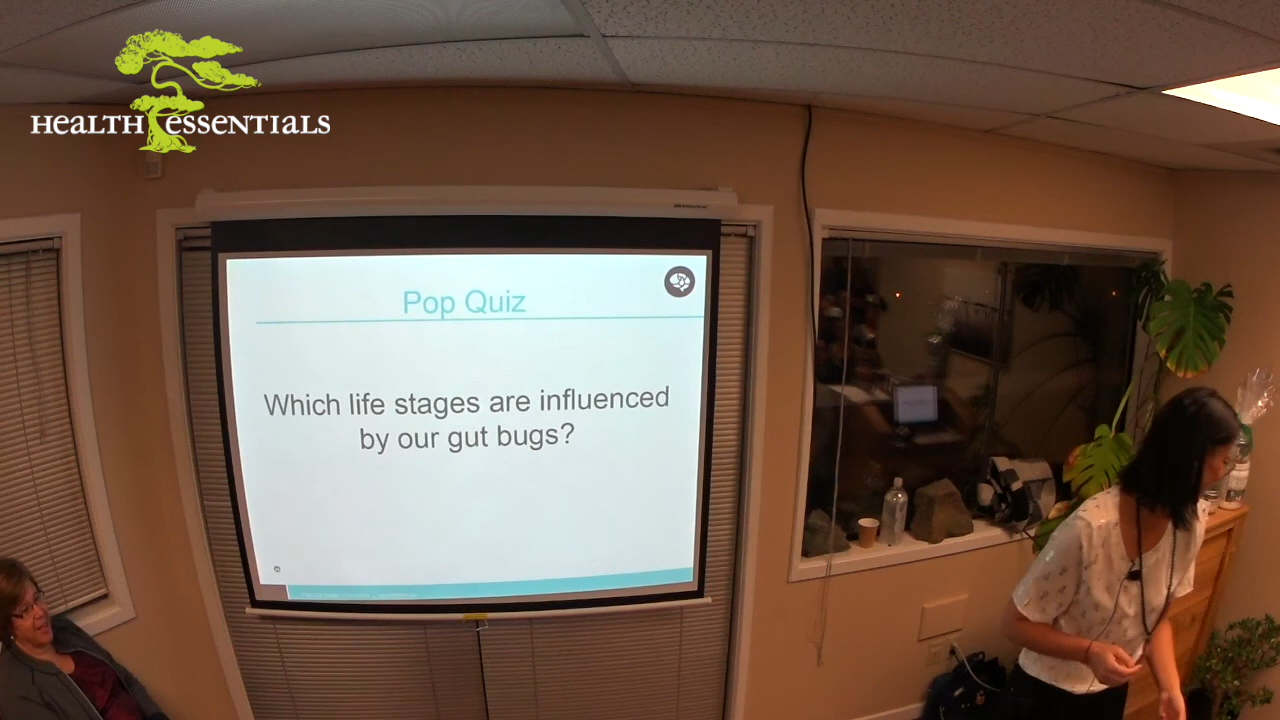 HEALTH ESSENTIALS
Pop Quiz
Which life stages are influenced
by our gut bugs?